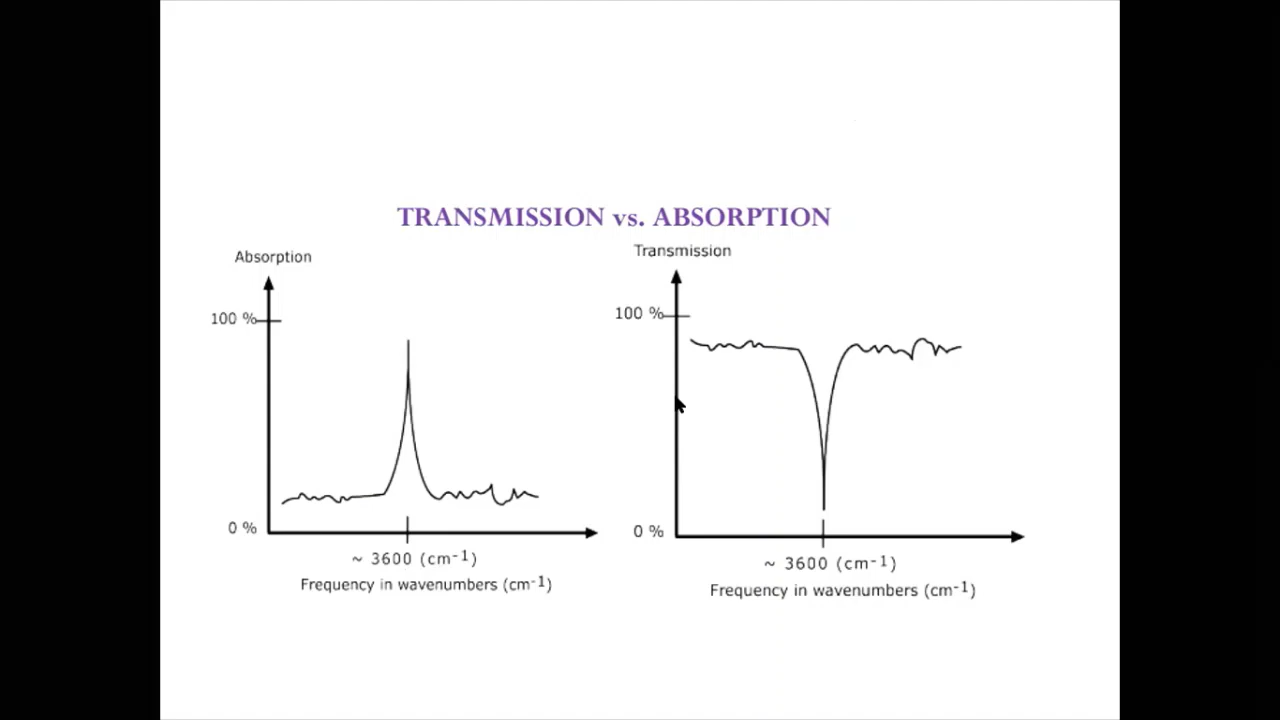 TRANSMISSION vs. ABSORPTION
Absorption
100 %
0 %
~ 3600 (cm-1)
Frequency in wavenumbers (cm-1)
Transmission
100 %
0 %
~ 3600 (cm-1)
Frequency in wavenumbers (cm-1)